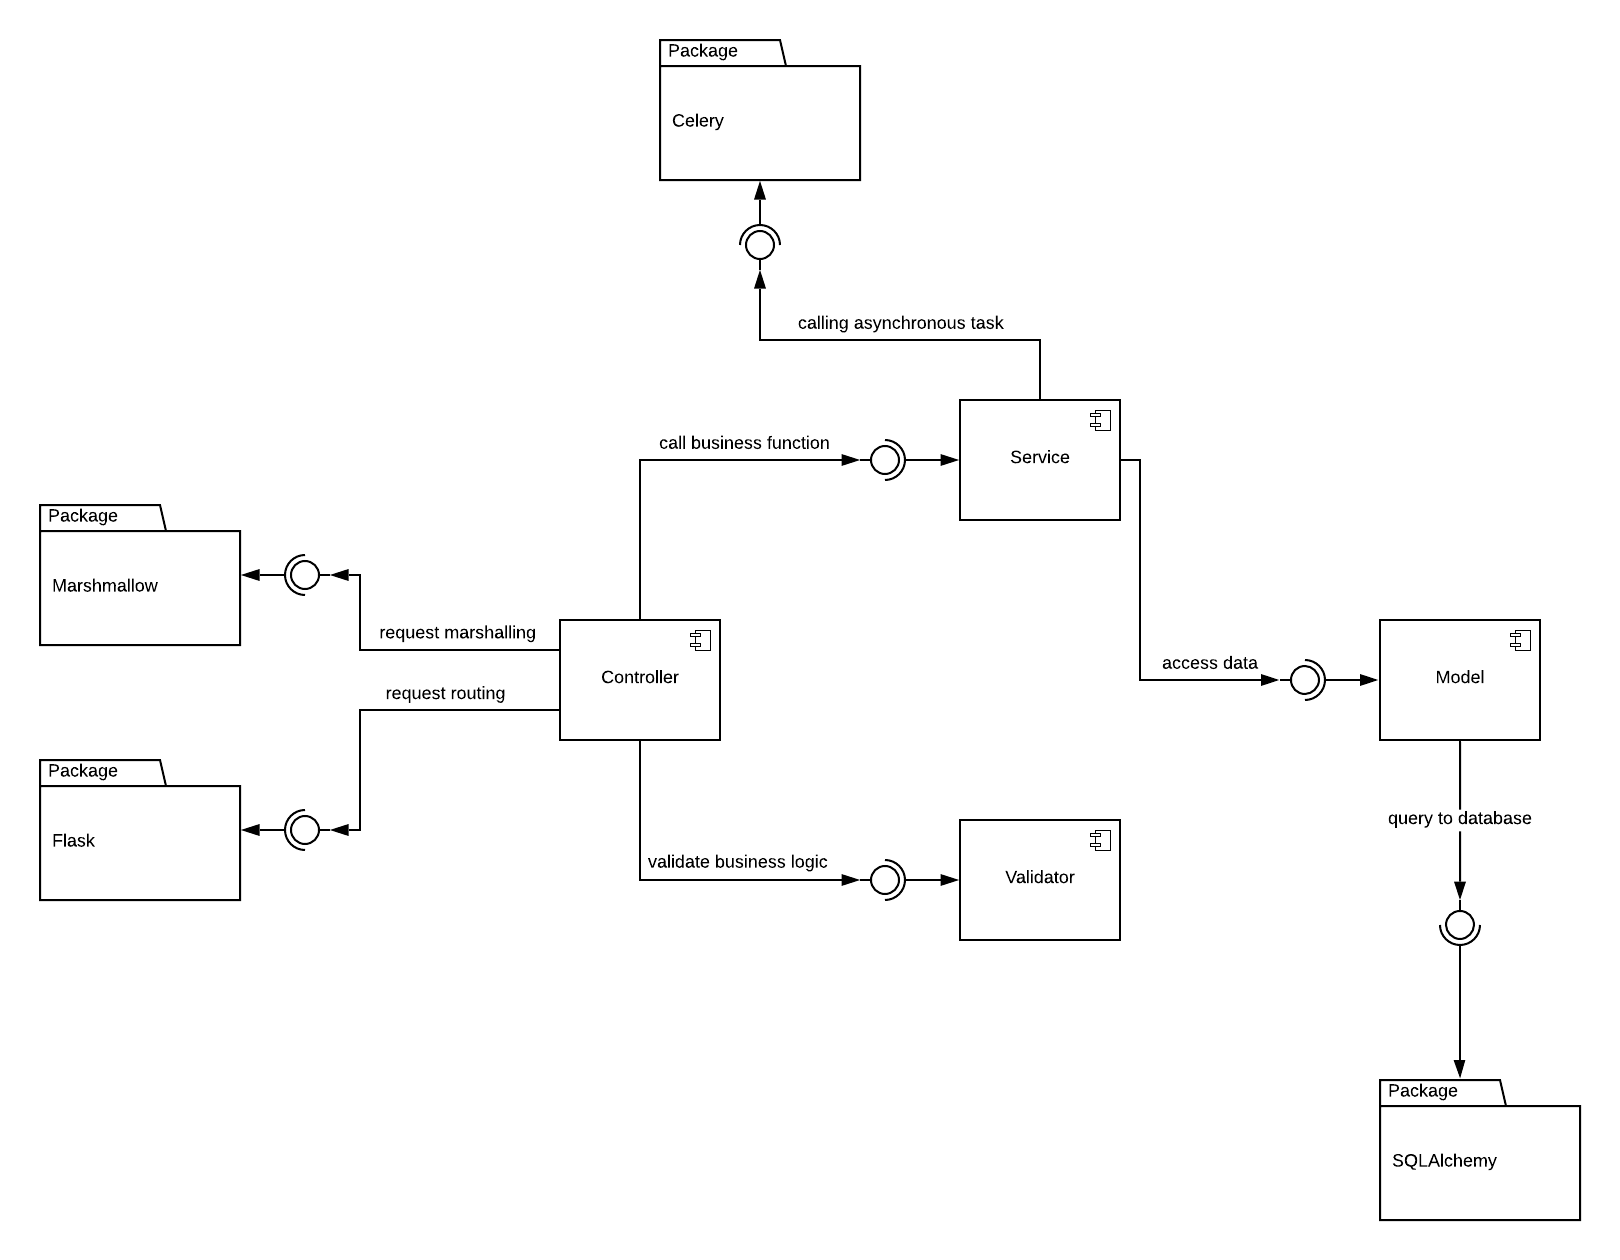 Package
Celery
calling asynchronous task
call business function
Service
Package
Marshmallow
request marshalling
request routing
Controller
access data
Model
Package
Flask
query to database
validate business logic
Validator
Package
SQLAlchemy